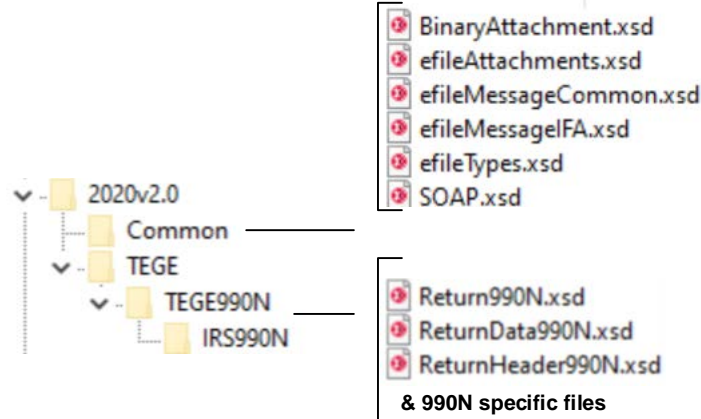 BinaryAttachment.xsd
efileAttachments.xsd
efileMessageCommon.xsd
efileMessageIFA.xsd
efileTypes.xsd
SOAP.xsd
2020v2.0
Common
TEGE
TEGE990N
IRS990N
Return990N.xsd
ReturnData990N.xsd
ReturnHeader990N.xsd
& 990N specific files